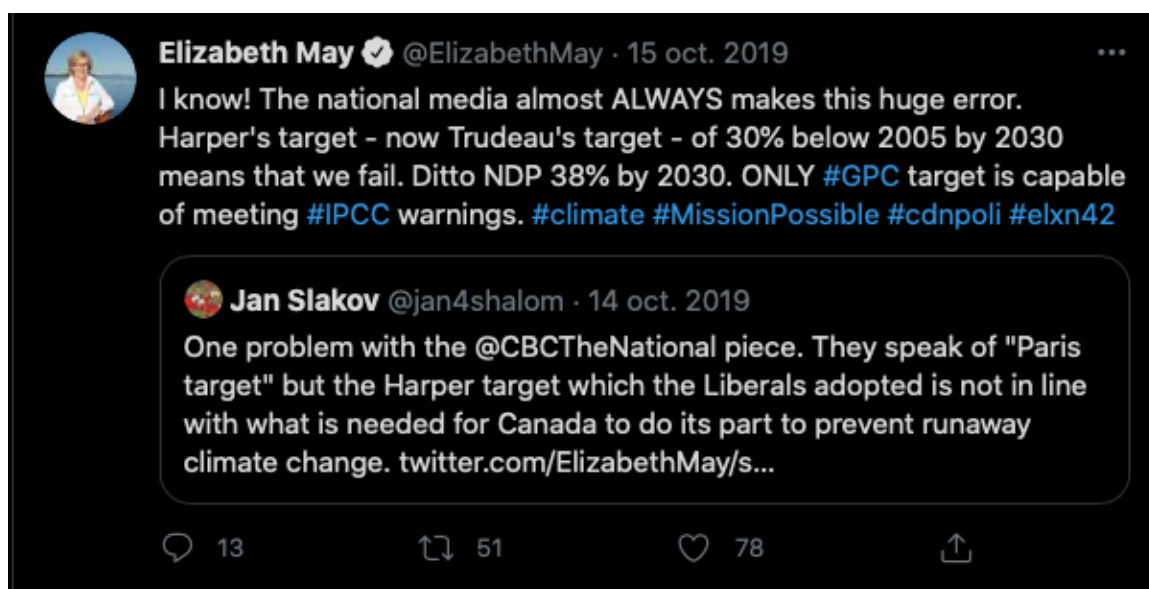 Elizabeth May @ElizabethMay · 15 oct. 2019
I know! The national media almost ALWAYS makes this huge error.
Harper's target - now Trudeau's target - of 30% below 2005 by 2030
means that we fail. Ditto NDP 38% by 2030. ONLY #GPC target is capable
of meeting #IPCC warnings. #climate #MissionPossible #cdnpoli #elxn42
Jan Slakov @jan4shalom · 14 oct. 2019
One problem with the @CBCTheNational piece. They speak of "Paris
target" but the Harper target which the Liberals adopted is not in line
with what is needed for Canada to do its part to prevent runaway
climate change. twitter.com/ElizabethMay/s...
13 51 78